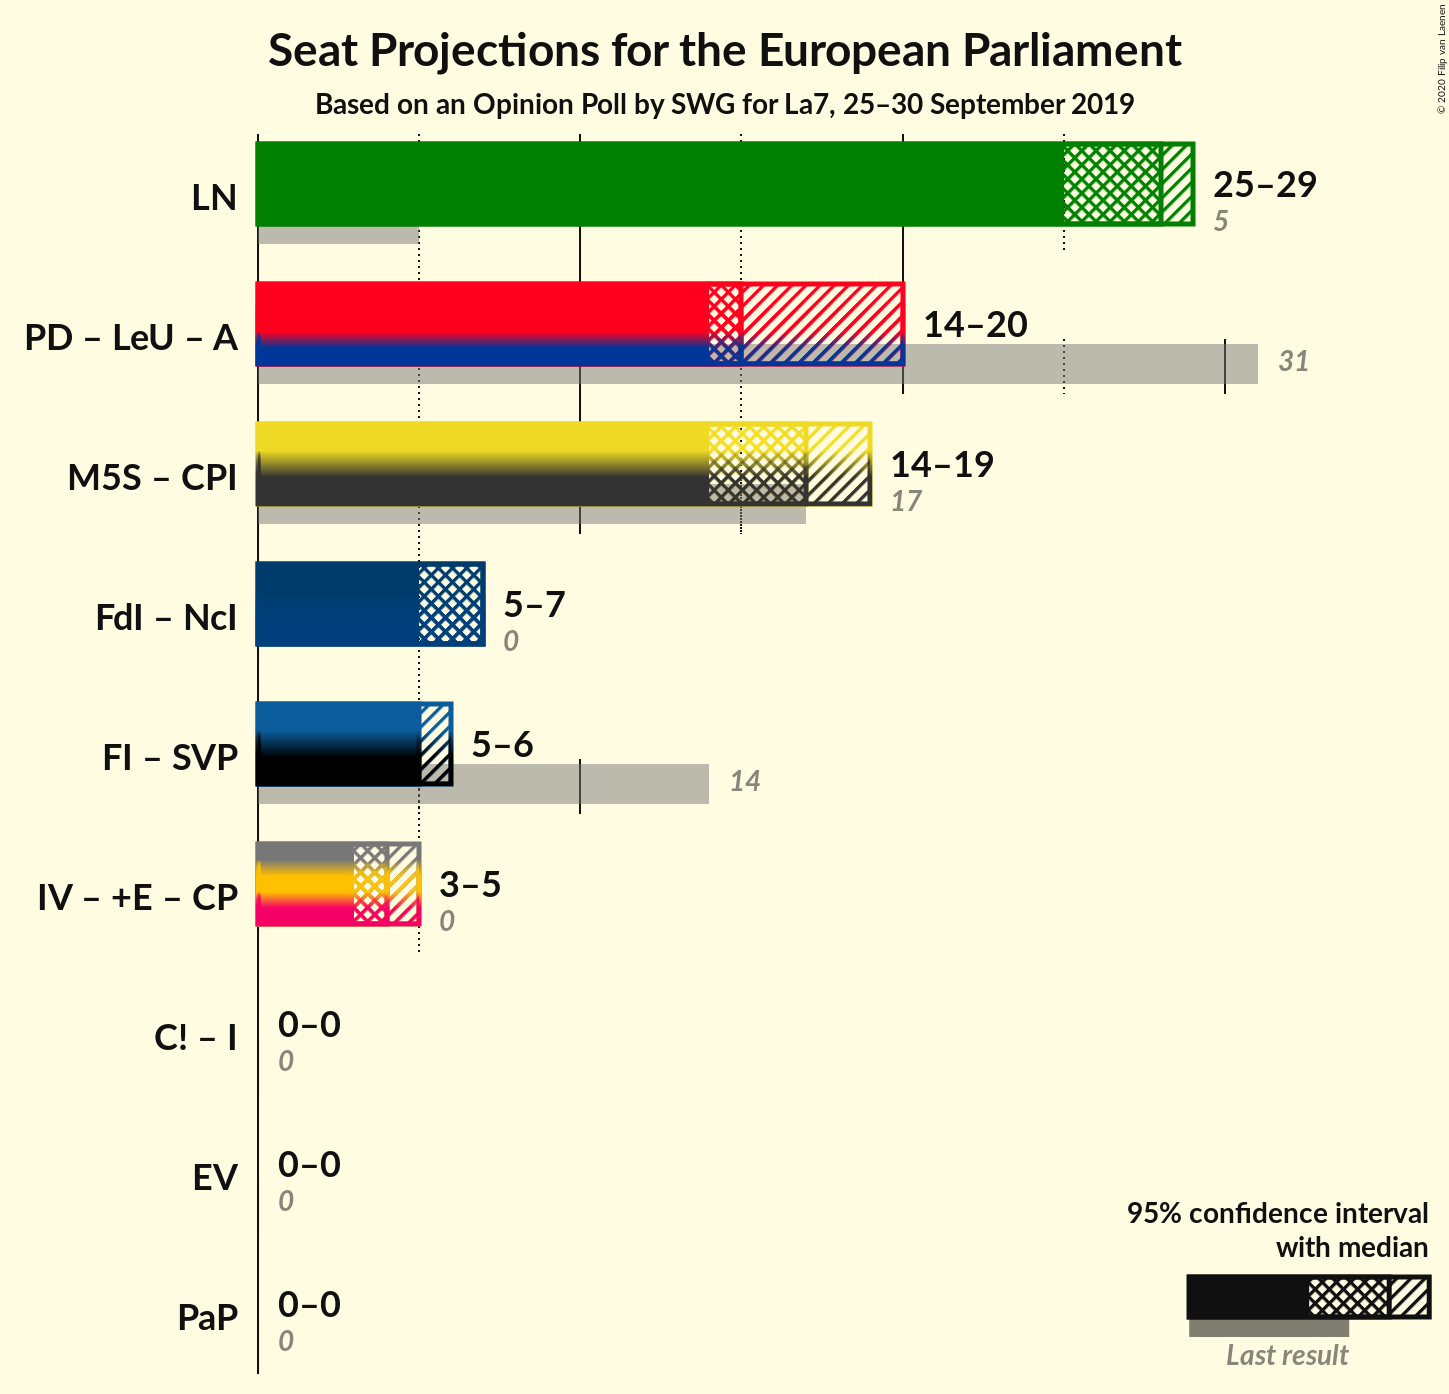 Seat Projections for the European Parliament
Based on an Opinion Poll by SWG for La7, 25–30 September 2019
© 2020 Filip van Laenen
LN
25–29
5
PD – LeU – A
14–20
31
M5S – CPI
14–19
17
FdI – NcI
5–7
0
FI – SVP
5–6
14
IV – +E – CP
3–5
0
C! – I
0–0
0
EV
0–0
0
PaP
0–0
0
95% confidence interval
with median
Last result